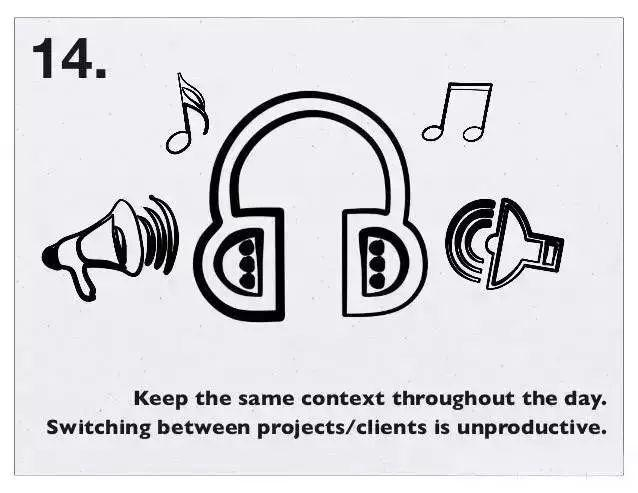 14.
Keep the same context throughout the day.
Switching between projects/clients is unproductive.